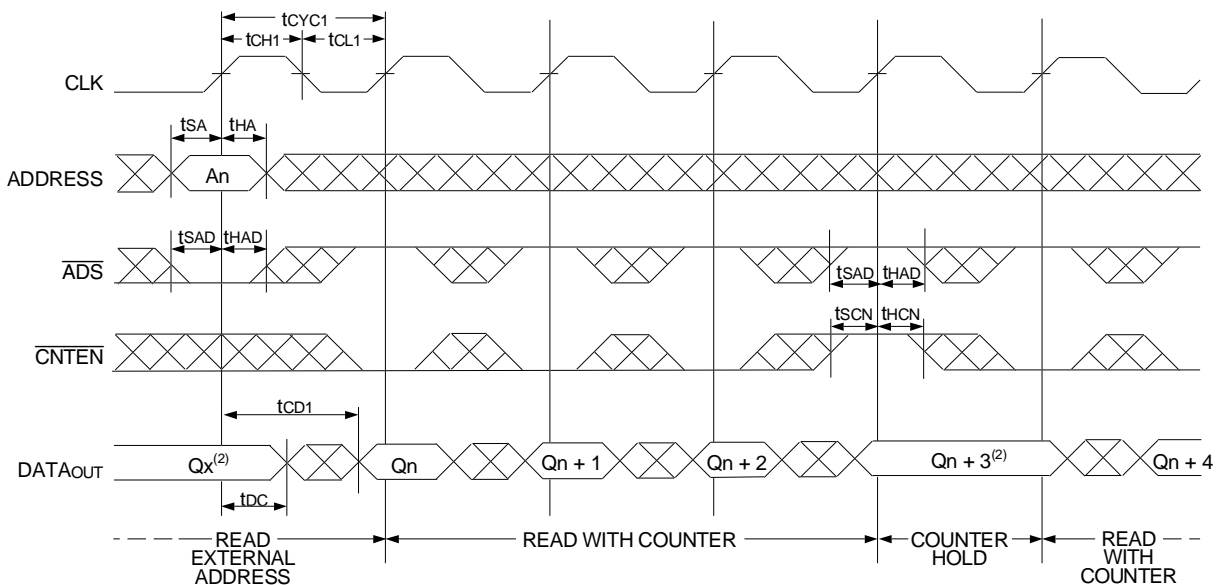 tCYC1
tCH1 tCL1
CLK
tSA tHA
ADDRESS An
tSAD tHAD
ADS
tSAD tHAD
tSCN tHCN
CNTEN
tCD1
DATAOUT Qx(2) Qn Qn + 1 Qn + 2 Qn + 3(2) Qn + 4
tDC
READ EXTERNAL ADDRESS
READ WITH COUNTER
COUNTER HOLD
READ WITH COUNTER